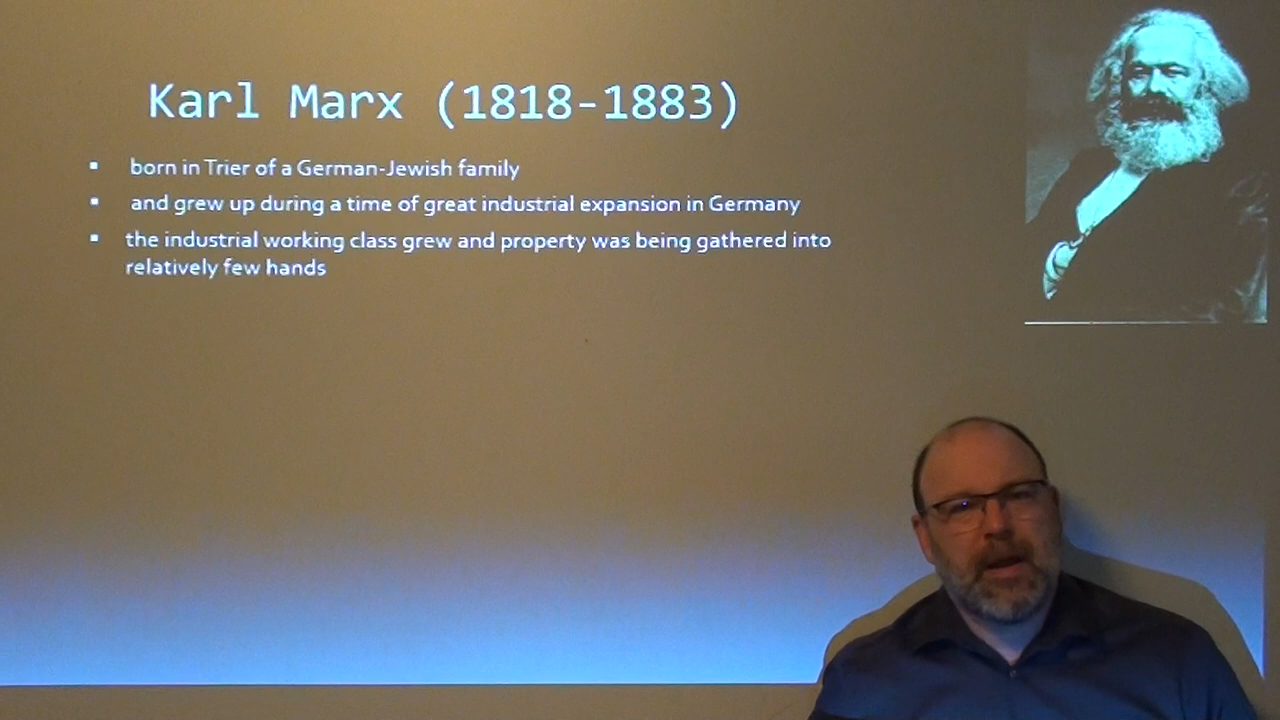 Karl Marx (1818-1883)
▪ born in Trier of a German-Jewish family
▪ and grew up during a time of great industrial expansion in Germany
▪ the industrial working class grew and property was being gathered into
relatively few hands